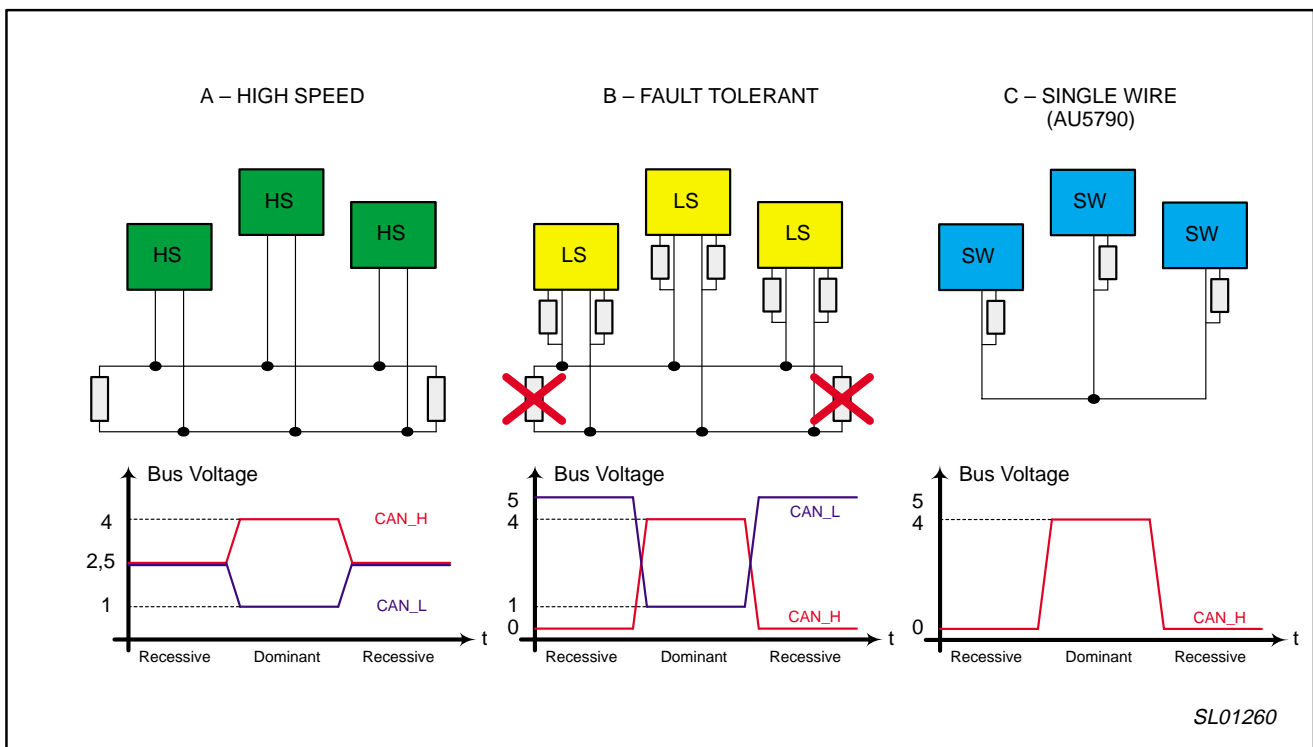 A – HIGH SPEED
B – FAULT TOLERANT
C – SINGLE WIRE
(AU5790)
HS
HS
HS
LS
LS
LS
SW
SW
SW
Bus Voltage
4
2,5
1
CAN_H
CAN_L
t
Recessive
Dominant
Recessive
Bus Voltage
5
4
1
0
CAN_L
CAN_H
t
Recessive
Dominant
Recessive
Bus Voltage
5
4
0
CAN_H
t
Recessive
Dominant
Recessive
SL01260